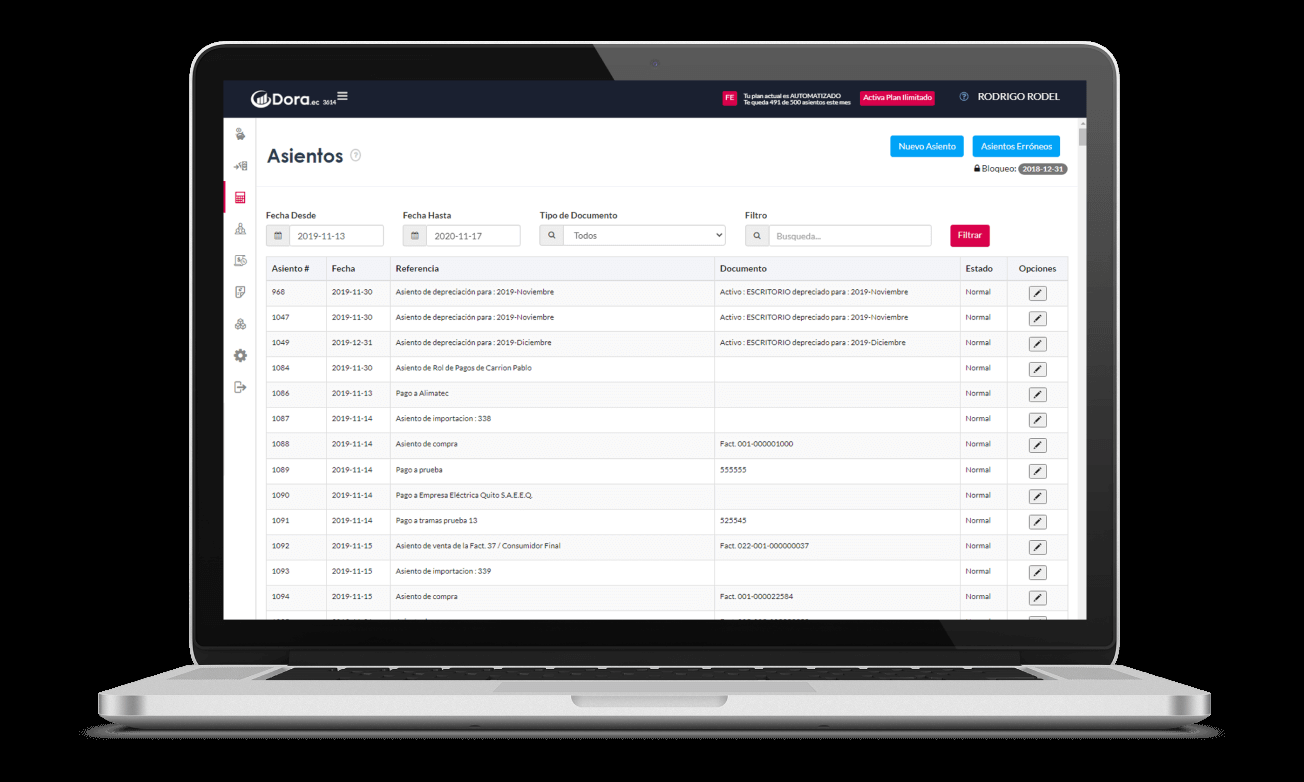 Dora.ec 3614
FE
Tu plan actual es AUTOMATIZADO
Te queda 491 de 500 asientos este mes
Activa Plan Ilimitado
RODRIGO RODEL
Asientos
Nuevo Asiento
Asientos Erróneos
Bloqueo: 2018-12-31
Fecha Desde
Fecha Hasta
Tipo de Documento
Filtro
2019-11-13
2020-11-17
Todos
Busqueda...
Filtrar
Asiento # Fecha Referencia Documento Estado Opciones
968 2019-11-30 Asiento de depreciación para : 2019-Noviembre Activo : ESCRITORIO depreciado para : 2019-Noviembre Normal
1047 2019-11-30 Asiento de depreciación para : 2019-Noviembre Activo : ESCRITORIO depreciado para : 2019-Noviembre Normal
1049 2019-12-31 Asiento de depreciación para : 2019-Diciembre Activo : ESCRITORIO depreciado para : 2019-Diciembre Normal
1084 2019-11-30 Asiento de Rol de Pagos de Carrion Pablo Normal
1086 2019-11-13 Pago a Alimatec Normal
1087 2019-11-14 Asiento de importacion : 338 Normal
1088 2019-11-14 Asiento de compra Fact. 001-000001000 Normal
1089 2019-11-14 Pago a prueba 555555 Normal
1090 2019-11-14 Pago a Empresa Eléctrica Quito S.A.E.E.Q. Normal
1091 2019-11-14 Pago a tramas prueba 13 525545 Normal
1092 2019-11-15 Asiento de venta de la Fact. 37 / Consumidor Final Fact. 022-001-000000037 Normal
1093 2019-11-15 Asiento de importacion : 339 Normal
1094 2019-11-15 Asiento de compra Fact. 001-000022584 Normal